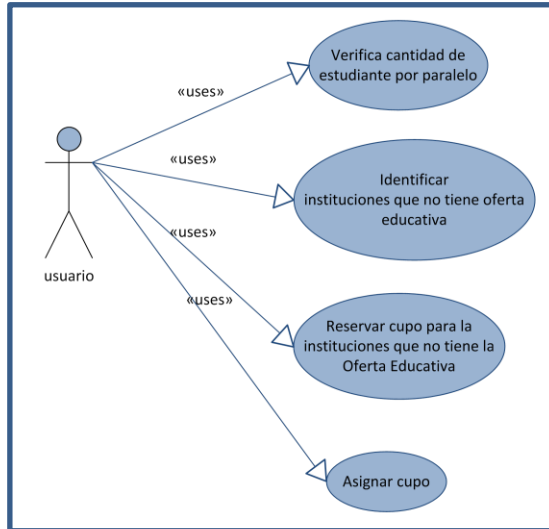 Verifica cantidad de
estudiante por paralelo
«uses»
«uses»
Identificar
instituciones que no tiene oferta
educativa
«uses»
usuario
«uses»
Reservar cupo para la
instituciones que no tiene la
Oferta Educativa
Asignar cupo